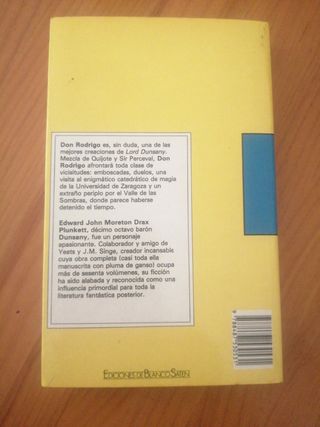 Don Rodrigo es, sin duda, una de las
mejores creaciones de Lord Dunsany.
Mezcla de Quijote y Sir Perceval, Don
Rodrigo afrontará toda clase de
vicisitudes: emboscadas, duelos, una
visita al enigmático catedrático de magia
de la Universidad de Zaragoza y un
extraño periplo por el Valle de las
Sombras, donde parece haberse
detenido el tiempo.
Edward John Moreton Drax
Plunkett, décimo octavo barón
Dunsany, fue un personaje
apasionante. Colaborador y amigo de
Yeats y J.M. Singe, creador incansable
cuya obra completa (casi toda ella
manuscrita con pluma de ganso) ocupa
más de sesenta volúmenes, su ficción
ha sido alabada y reconocida como una
influencia primordial para toda la
literatura fantástica posterior.
EDICIONES DE BLANCO SATEN